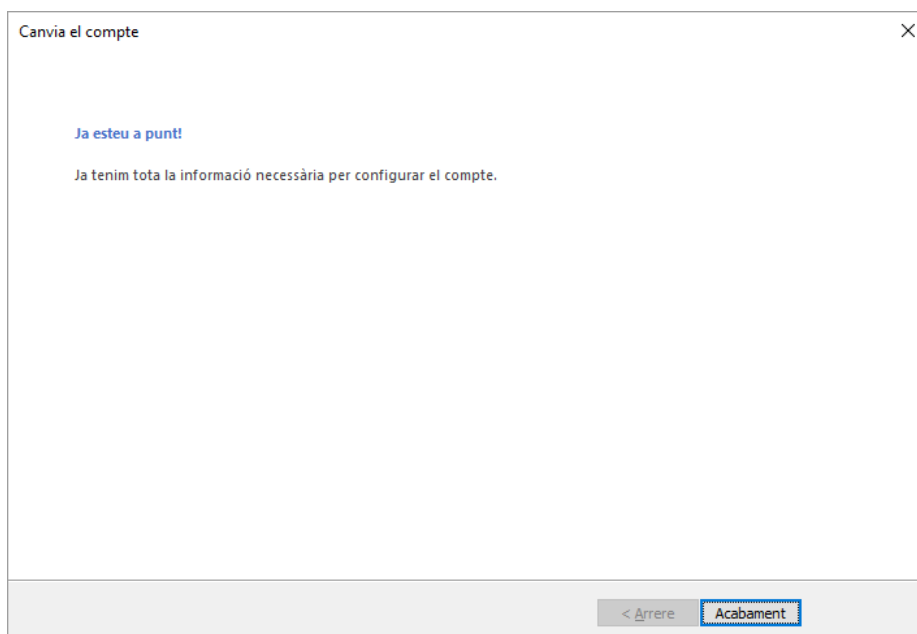 Canvia el compte
Ja esteu a punt!
Ja tenim tota la informació necessària per configurar el compte.
< Arrere
Acabament